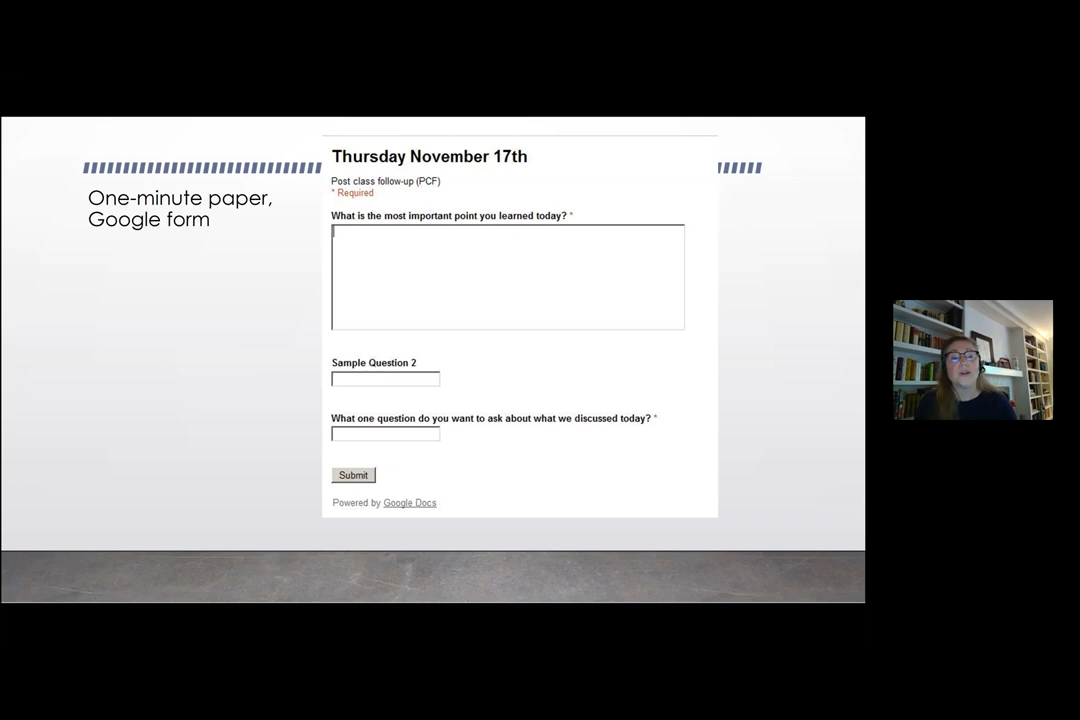 One-minute paper,
Google form
Thursday November 17th
Post class follow-up (PCF)
* Required
What is the most important point you learned today? *
Sample Question 2
What one question do you want to ask about what we discussed today? *
Submit
Powered by Google Docs